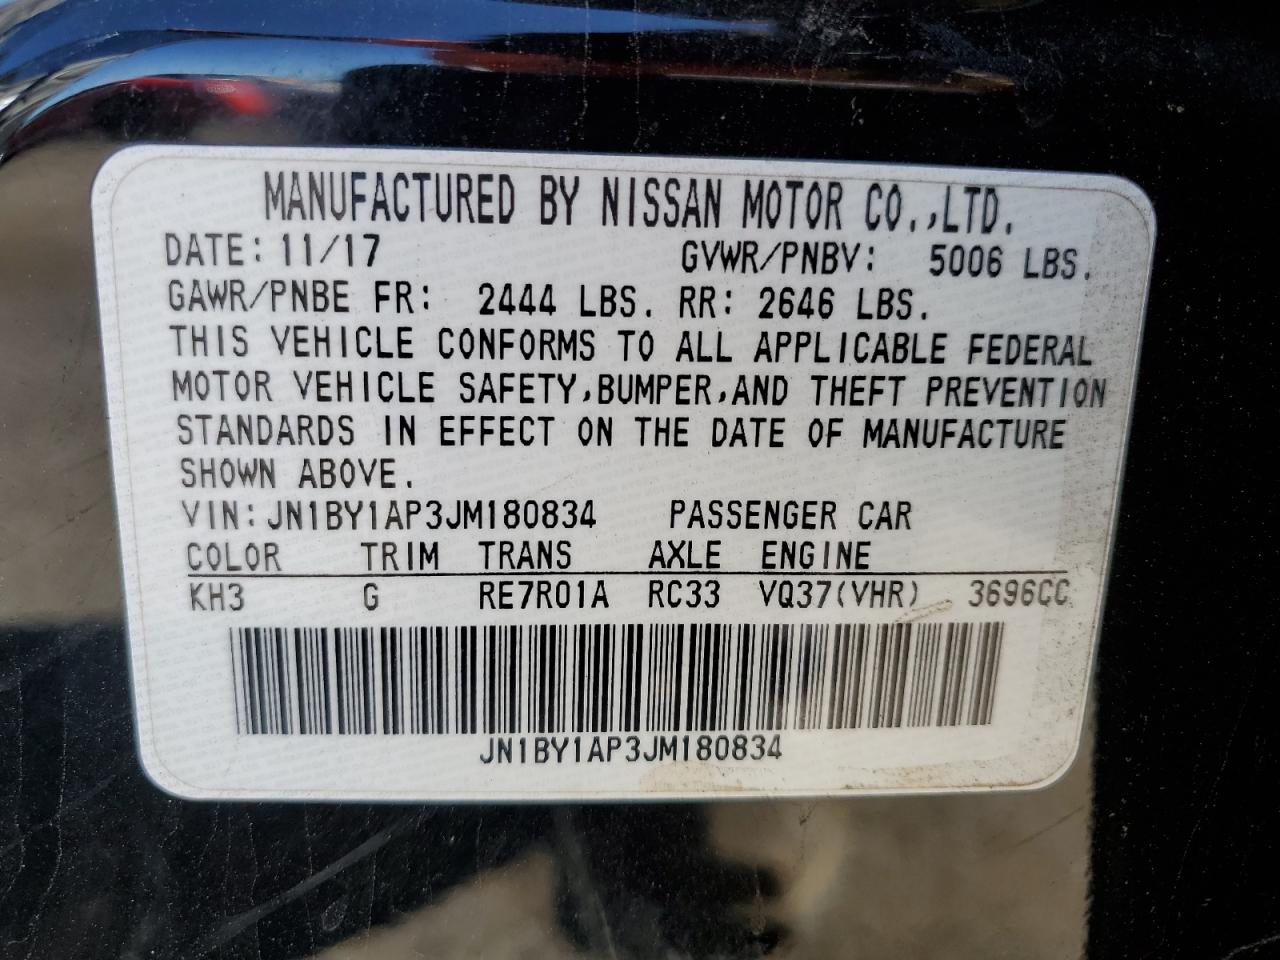 MANUFACTURED BY NISSAN MOTOR CO.,LTD.
DATE: 11/17 GVWR/PNBV: 5006 LBS.
GAWR/PNBE FR: 2444 LBS. RR: 2646 LBS.
THIS VEHICLE CONFORMS TO ALL APPLICABLE FEDERAL
MOTOR VEHICLE SAFETY,BUMPER,AND THEFT PREVENTION
STANDARDS IN EFFECT ON THE DATE OF MANUFACTURE
SHOWN ABOVE.
VIN: JN1BY1AP3JM180834 PASSENGER CAR
COLOR TRIM TRANS AXLE ENGINE
KH3 G RE7R01A RC33 VQ37(VHR) 3696CC
JN1BY1AP3JM180834